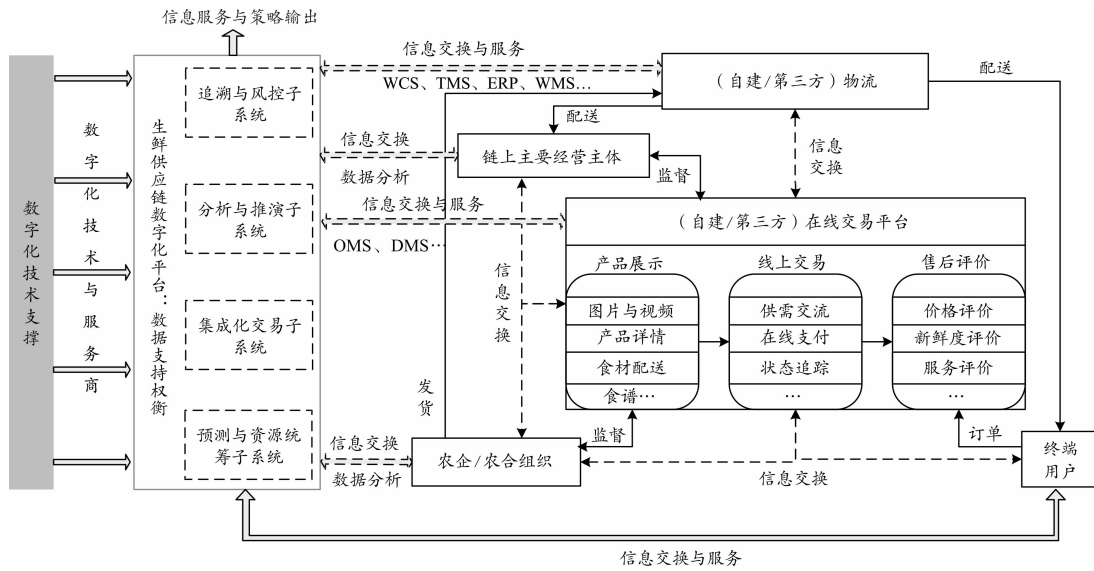 信息服务与策略输出
数字化技术支撑
数字化技术与服务商
生鲜供应链数字化平台：数据支持权衡
追溯与风控子
系统
分析与推演子
系统
集成化交易子
系统
预测与资源统
筹子系统
信息交换与服务
WCS、TMS、ERP、WMS…
（自建/第三方）物流
配送
配送
信息交换
数据分析
链上主要经营主体
监督
信息
交换
信息交换与服务
OMS、DMS…
（自建/第三方）在线交易平台
信息交换
产品展示
图片与视频
产品详情
食材配送
食谱…
线上交易
供需交流
在线支付
状态追踪
…
售后评价
价格评价
新鲜度评价
服务评价
…
发货
信息交换
数据分析
农企/农合组织
监督
信息交换
订单
终端
用户
信息交换与服务